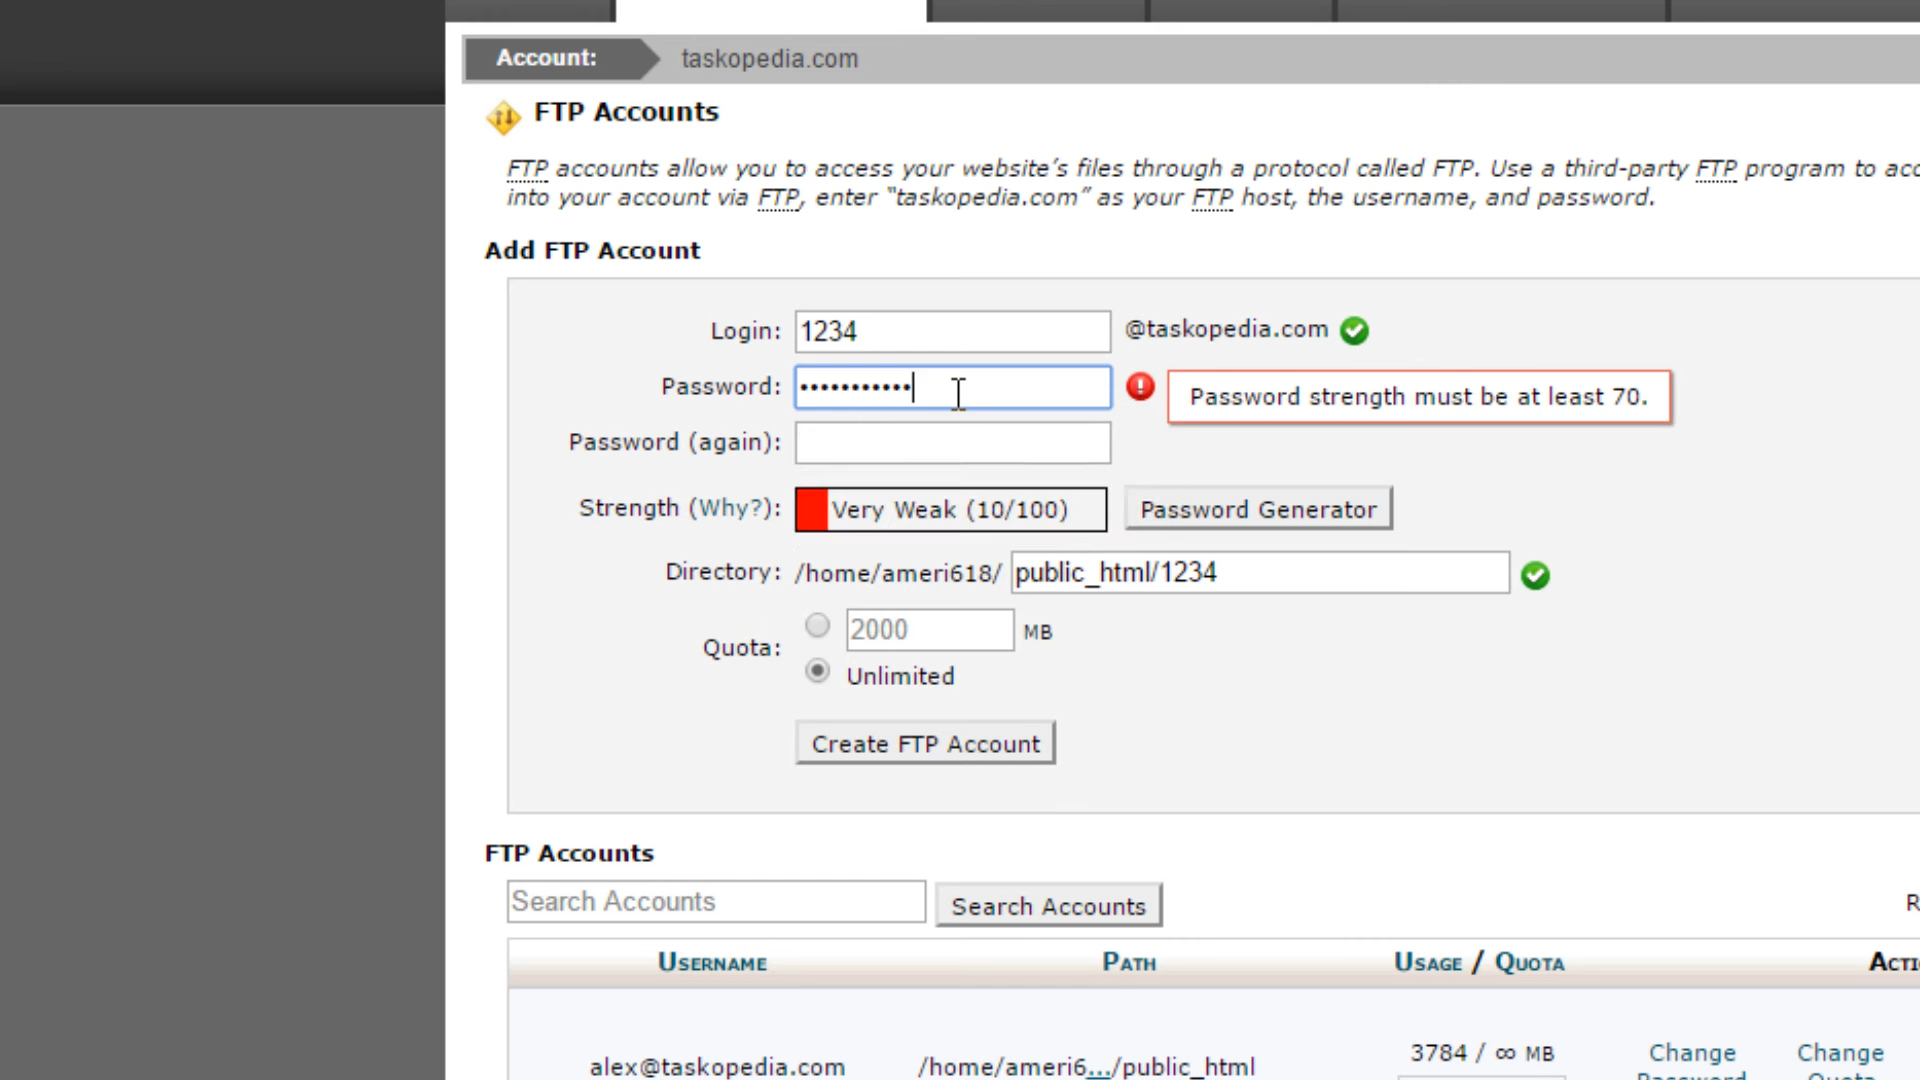 Account: taskopedia.com
FTP Accounts
FTP accounts allow you to access your website's files through a protocol called FTP. Use a third-party FTP program to
into your account via FTP, enter “taskopedia.com” as your FTP host, the username, and password.
Add FTP Account
Login: 1234 @taskopedia.com
Password: ••••••••••• Password strength must be at least 70.
Password (again):
Strength (Why?): Very Weak (10/100) Password Generator
Directory: /home/ameri618/ public_html/1234
Quota: 2000 MB
Unlimited
Create FTP Account
FTP Accounts
Search Accounts Search Accounts
USERNAME PATH USAGE / QUOTA
alex@taskopedia.com /home/ameri6.../public_html 3784 / ∞ MB Change Change
Password Quota